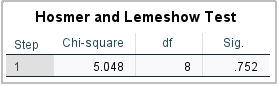 Hosmer and Lemeshow Test
Step Chi-square df Sig.
1 5.048 8 .752